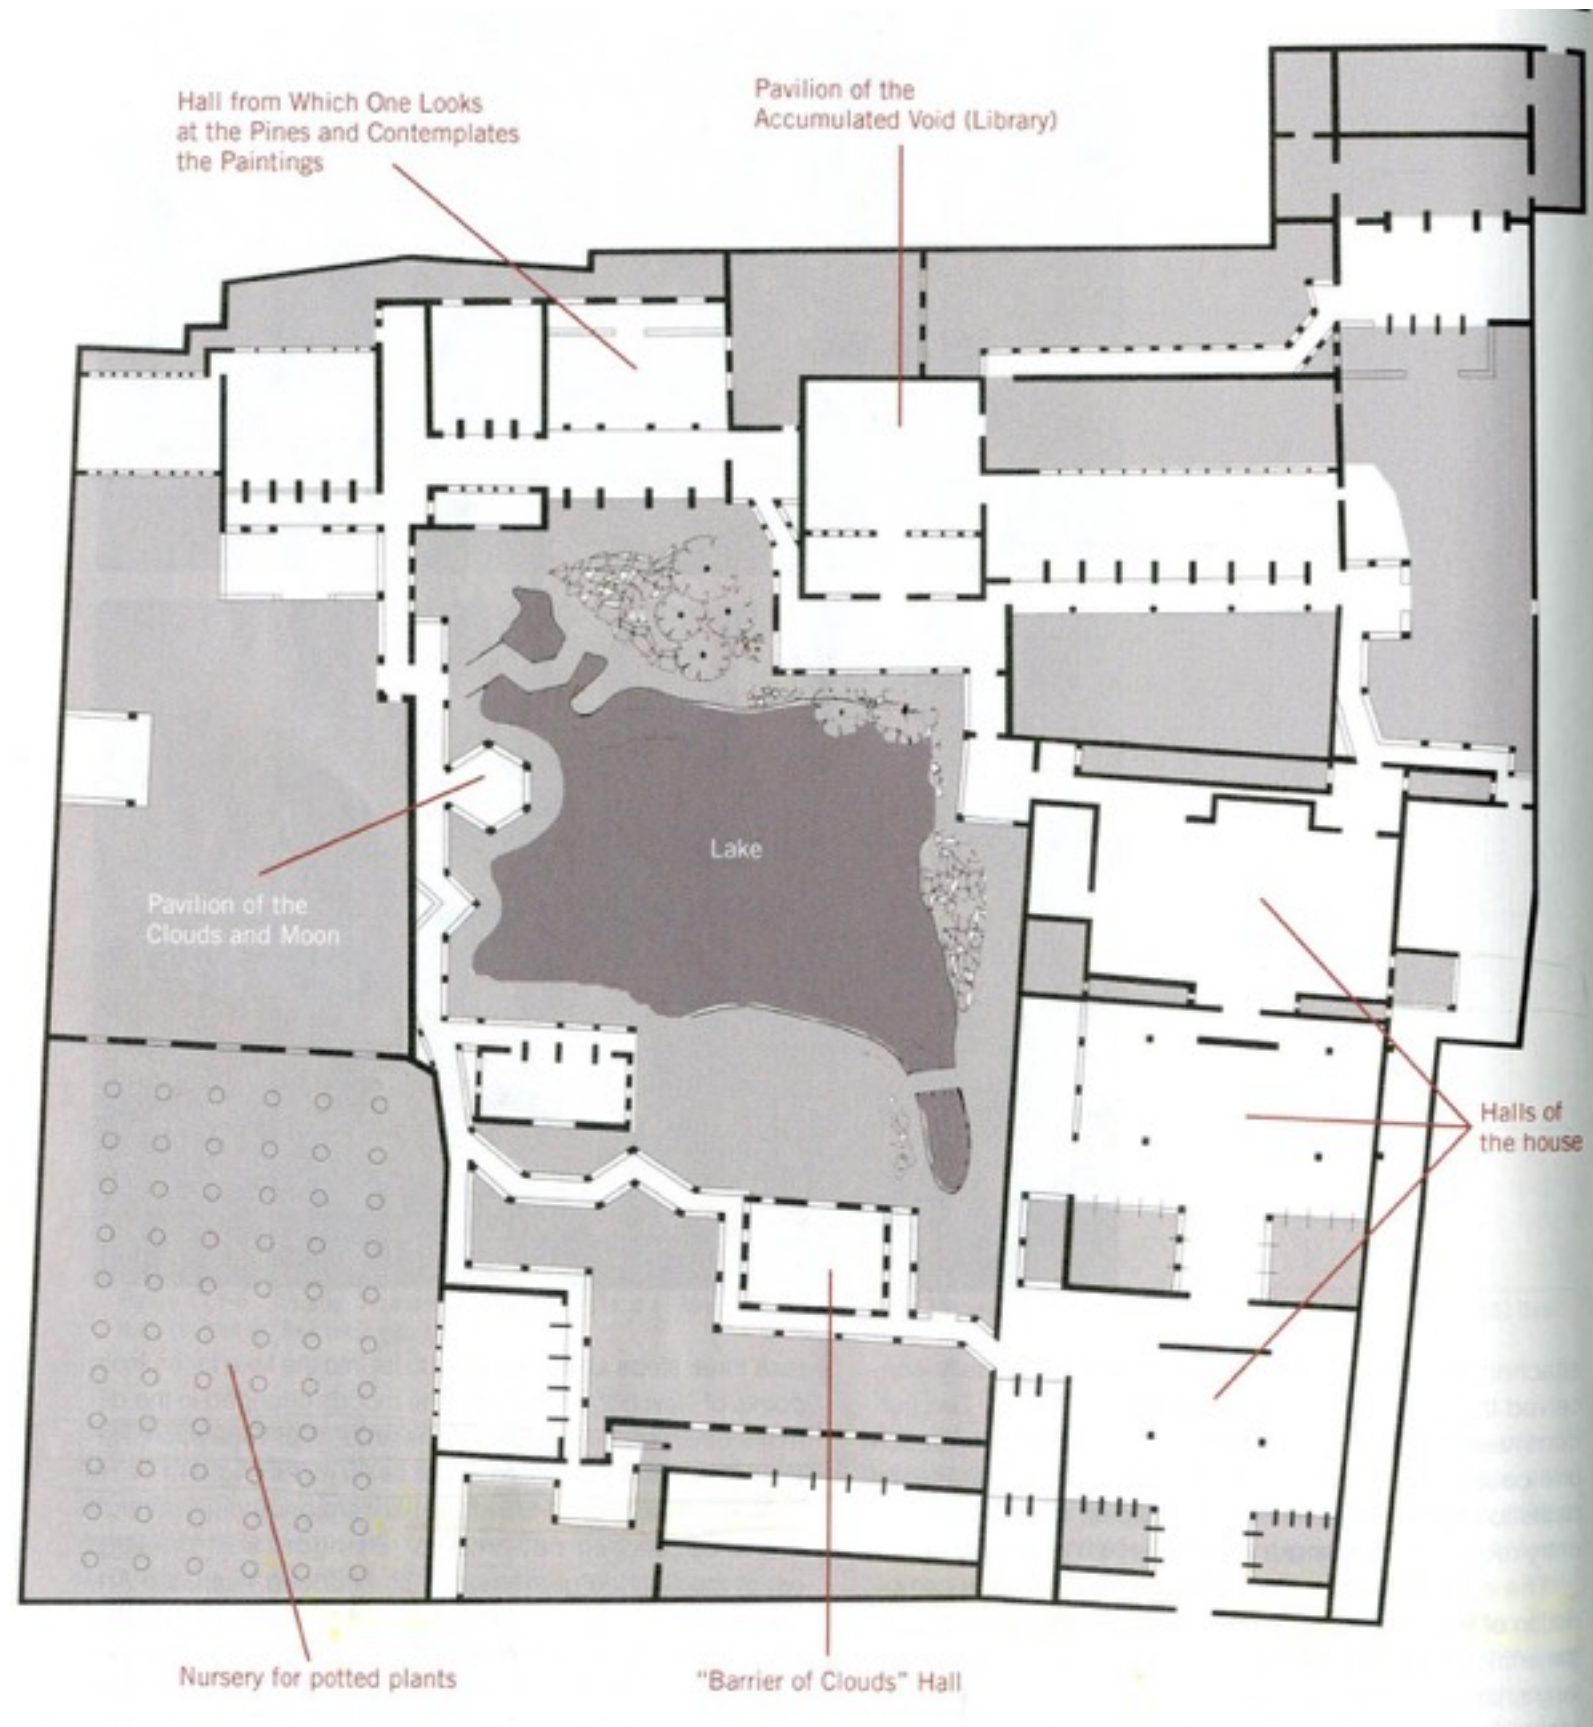 Hall from Which One Looks
at the Pines and Contemplates
the Paintings
Pavilion of the
Accumulated Void (Library)
Lake
Pavilion of the
Clouds and Moon
Halls of
the house
Nursery for potted plants
“Barrier of Clouds” Hall